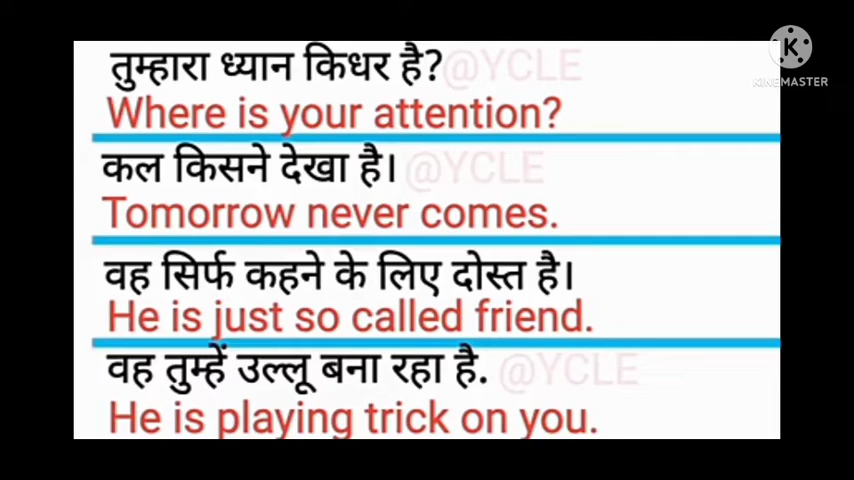 तुम्हारा ध्यान किधर है? @YCLE
K
KINEMASTER
Where is your attention?
कल किसने देखा है। @YCLE
Tomorrow never comes.
वह सिर्फ कहने के लिए दोस्त है।
He is just so called friend.
वह तुम्हें उल्लू बना रहा है. @YCLE
He is playing trick on you.